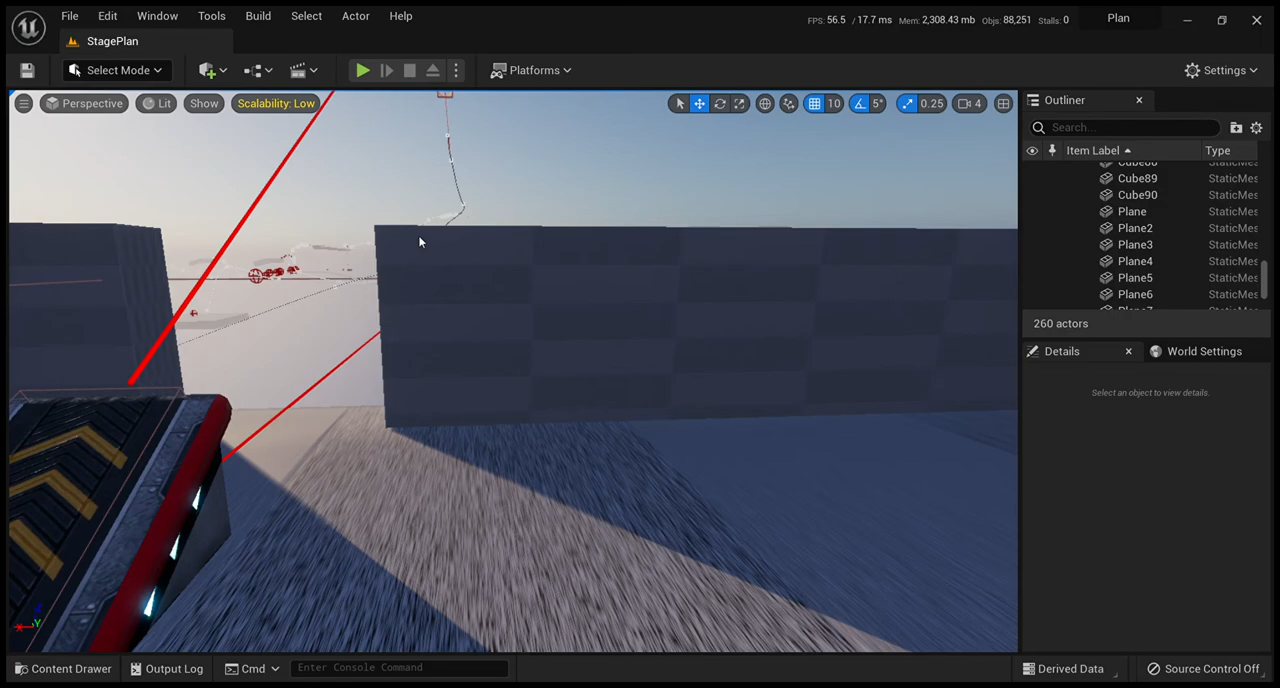 File Edit Window Tools Build Select Actor Help
FPS: 56.5 / 17.7 ms Mem: 2,308.43 mb Objs: 88,251 Stalls: 0
Plan
StagePlan
Select Mode
Platforms
Settings
Perspective Lit Show Scalability: Low
10 5° 0.25 4
Outliner
Search...
Item Label Type
Cube89 StaticMes
Cube90 StaticMes
Plane StaticMes
Plane2 StaticMes
Plane3 StaticMes
Plane4 StaticMes
Plane5 StaticMes
Plane6 StaticMes
260 actors
Details World Settings
Select an object to view details.
Z
X Y
Content Drawer Output Log Cmd Enter Console Command
Derived Data Source Control Off